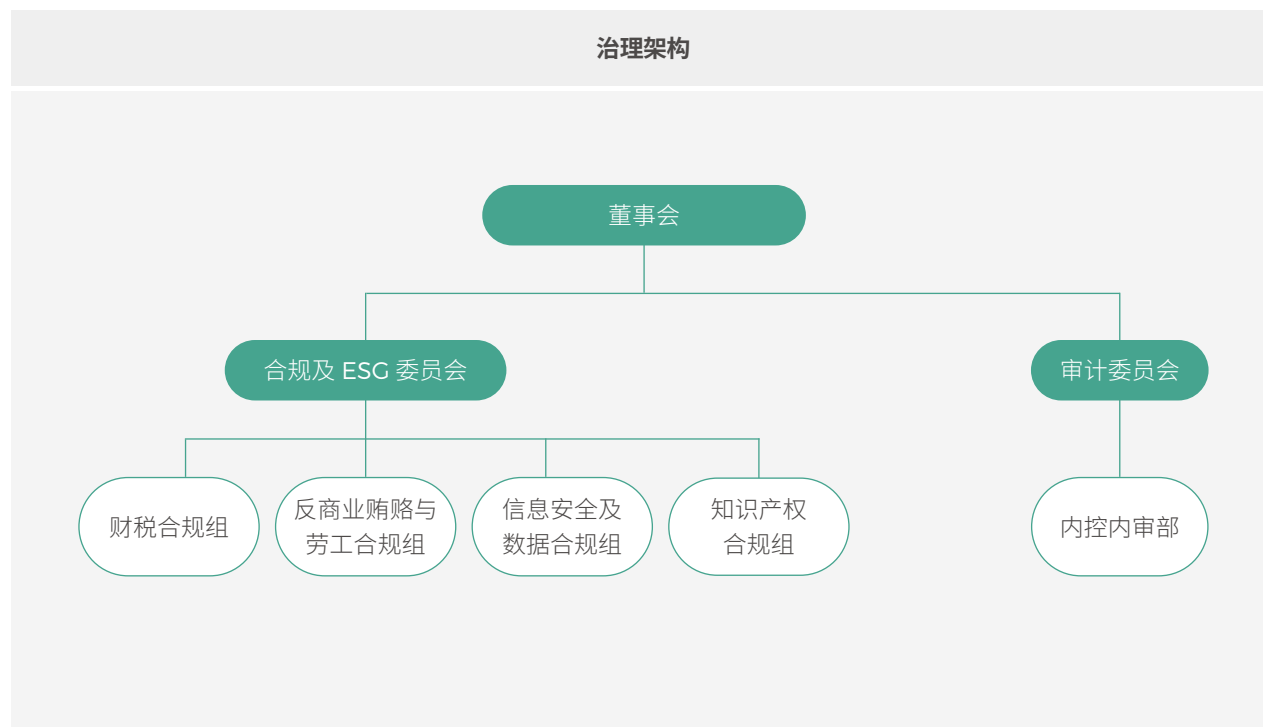 治理架构
董事会
合规及 ESG 委员会
审计委员会
财税合规组
反商业贿赂与
劳工合规组
信息安全及
数据合规组
知识产权
合规组
内控内审部